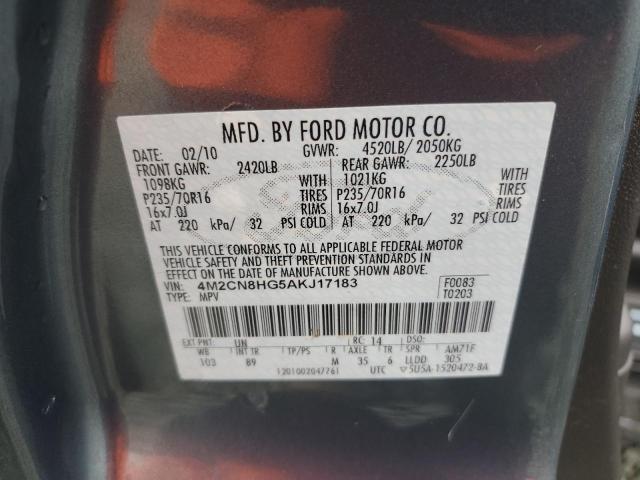 MFD. BY FORD MOTOR CO.
DATE: 02/10 GVWR: 4520LB/ 2050KG
FRONT GAWR: 2420LB REAR GAWR: 2250LB
1098KG WITH 1021KG WITH
P235/70R16 TIRES P235/70R16 TIRES
16x7.0J RIMS 16x7.0J RIMS
AT 220 kPa/ 32 PSI COLD AT 220 kPa/ 32 PSI COLD
THIS VEHICLE CONFORMS TO ALL APPLICABLE FEDERAL MOTOR
VEHICLE SAFETY AND THEFT PREVENTION STANDARDS IN
EFFECT ON THE DATE OF MANUFACTURE SHOWN ABOVE.
VIN: 4M2CN8HG5AKJ17183 F0083
TYPE: MPV T0203
EXT PNT: UN RC: 14 DSO:
WB INT TR TP/PS R AXLE TR SPR AM71F
103 89 M 35 6 LLDD 305
1201002047761 UTC ▽5U5A-1520472-BA